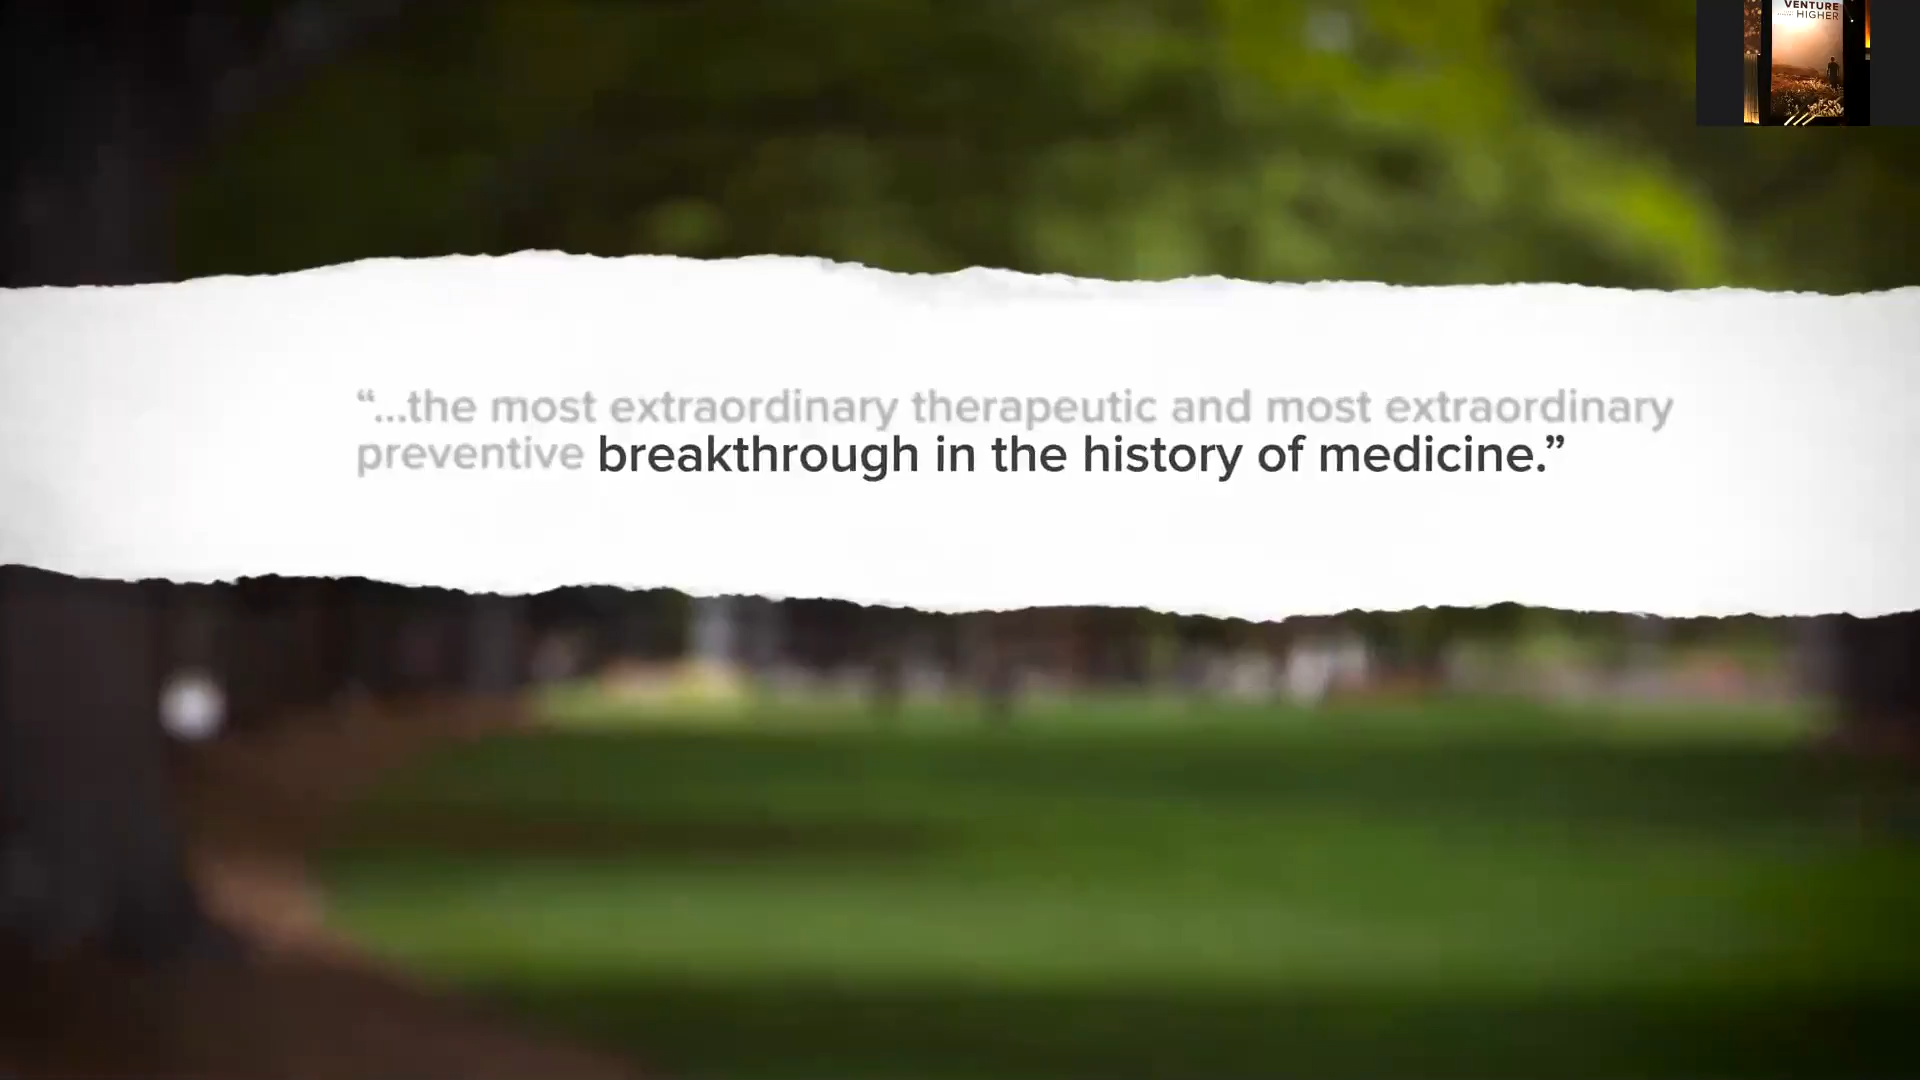 VENTURE
HIGHER
“...the most extraordinary therapeutic and most extraordinary
preventive breakthrough in the history of medicine.”